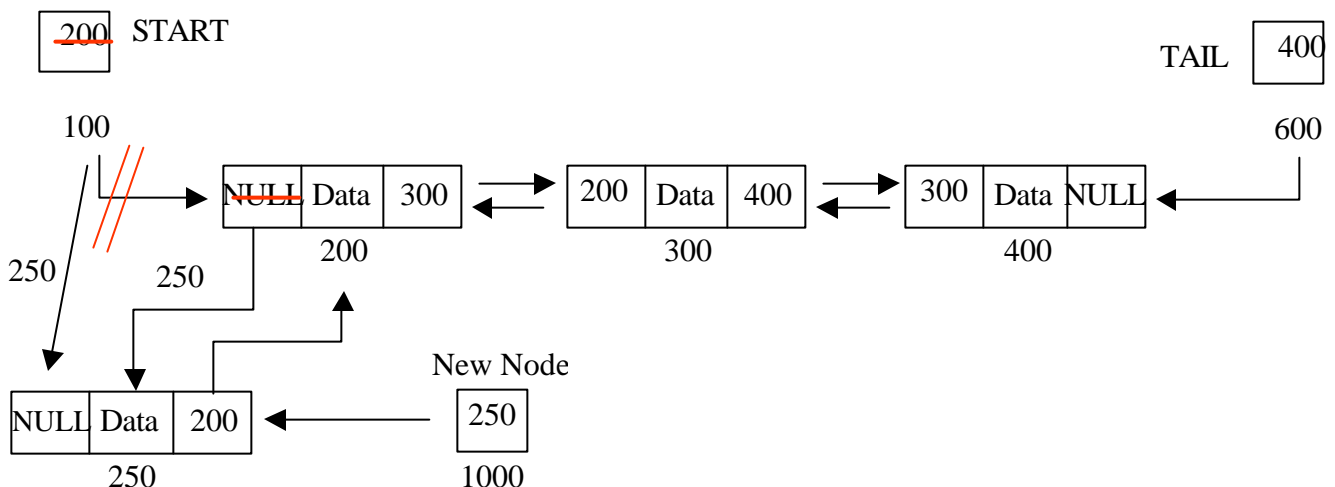 200 START
TAIL 400
100
600
NULL Data 300
200 Data 400
300 Data NULL
200
300
400
250
250
New Node
NULL Data 200
250
250
1000